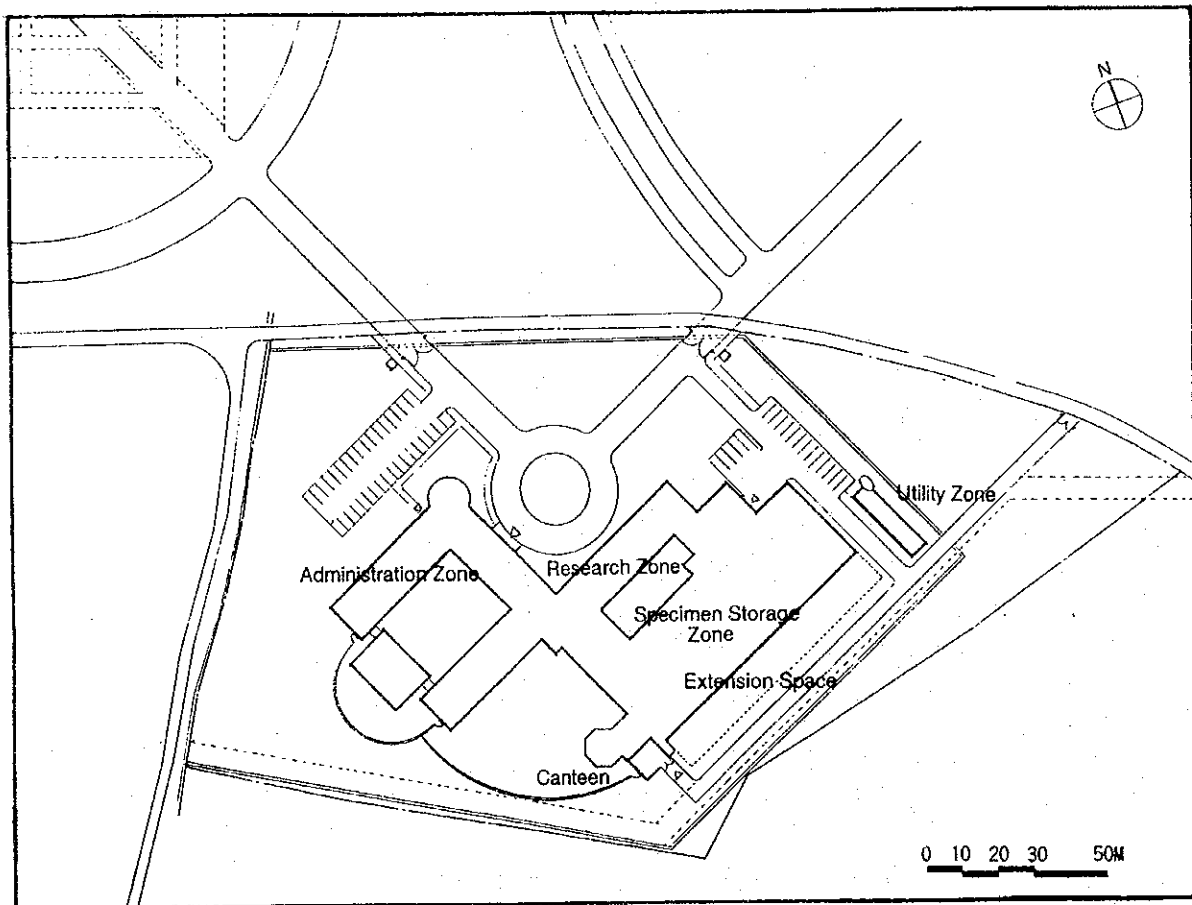 N
Utility Zone
Administration Zone
Research Zone
Specimen Storage
Zone
Extension Space
Canteen
0 10 20 30 50M